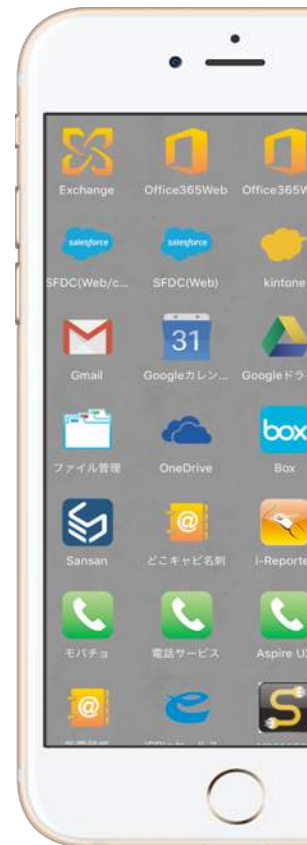 Exchange
Office365Web
Office365W
salesforce
salesforce
SFDC(Web/c...
SFDC(Web)
kintone
31
Gmail
Googleカレン...
Googleドラ
box
ファイル管理
OneDrive
Box
@
Sansan
どこキャビ名刺
i-Reporte
モバチョ
電話サービス
Aspire U
@